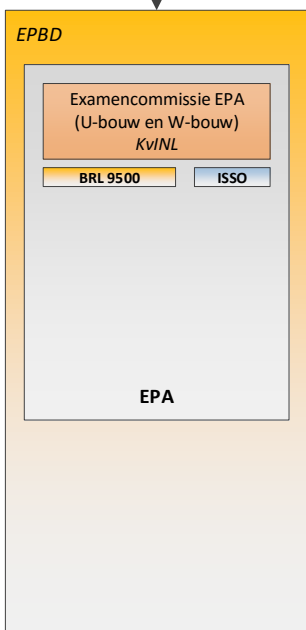 EPBD
Examencommissie EPA
(U-bouw en W-bouw)
KvINL
BRL 9500
ISSO
EPA